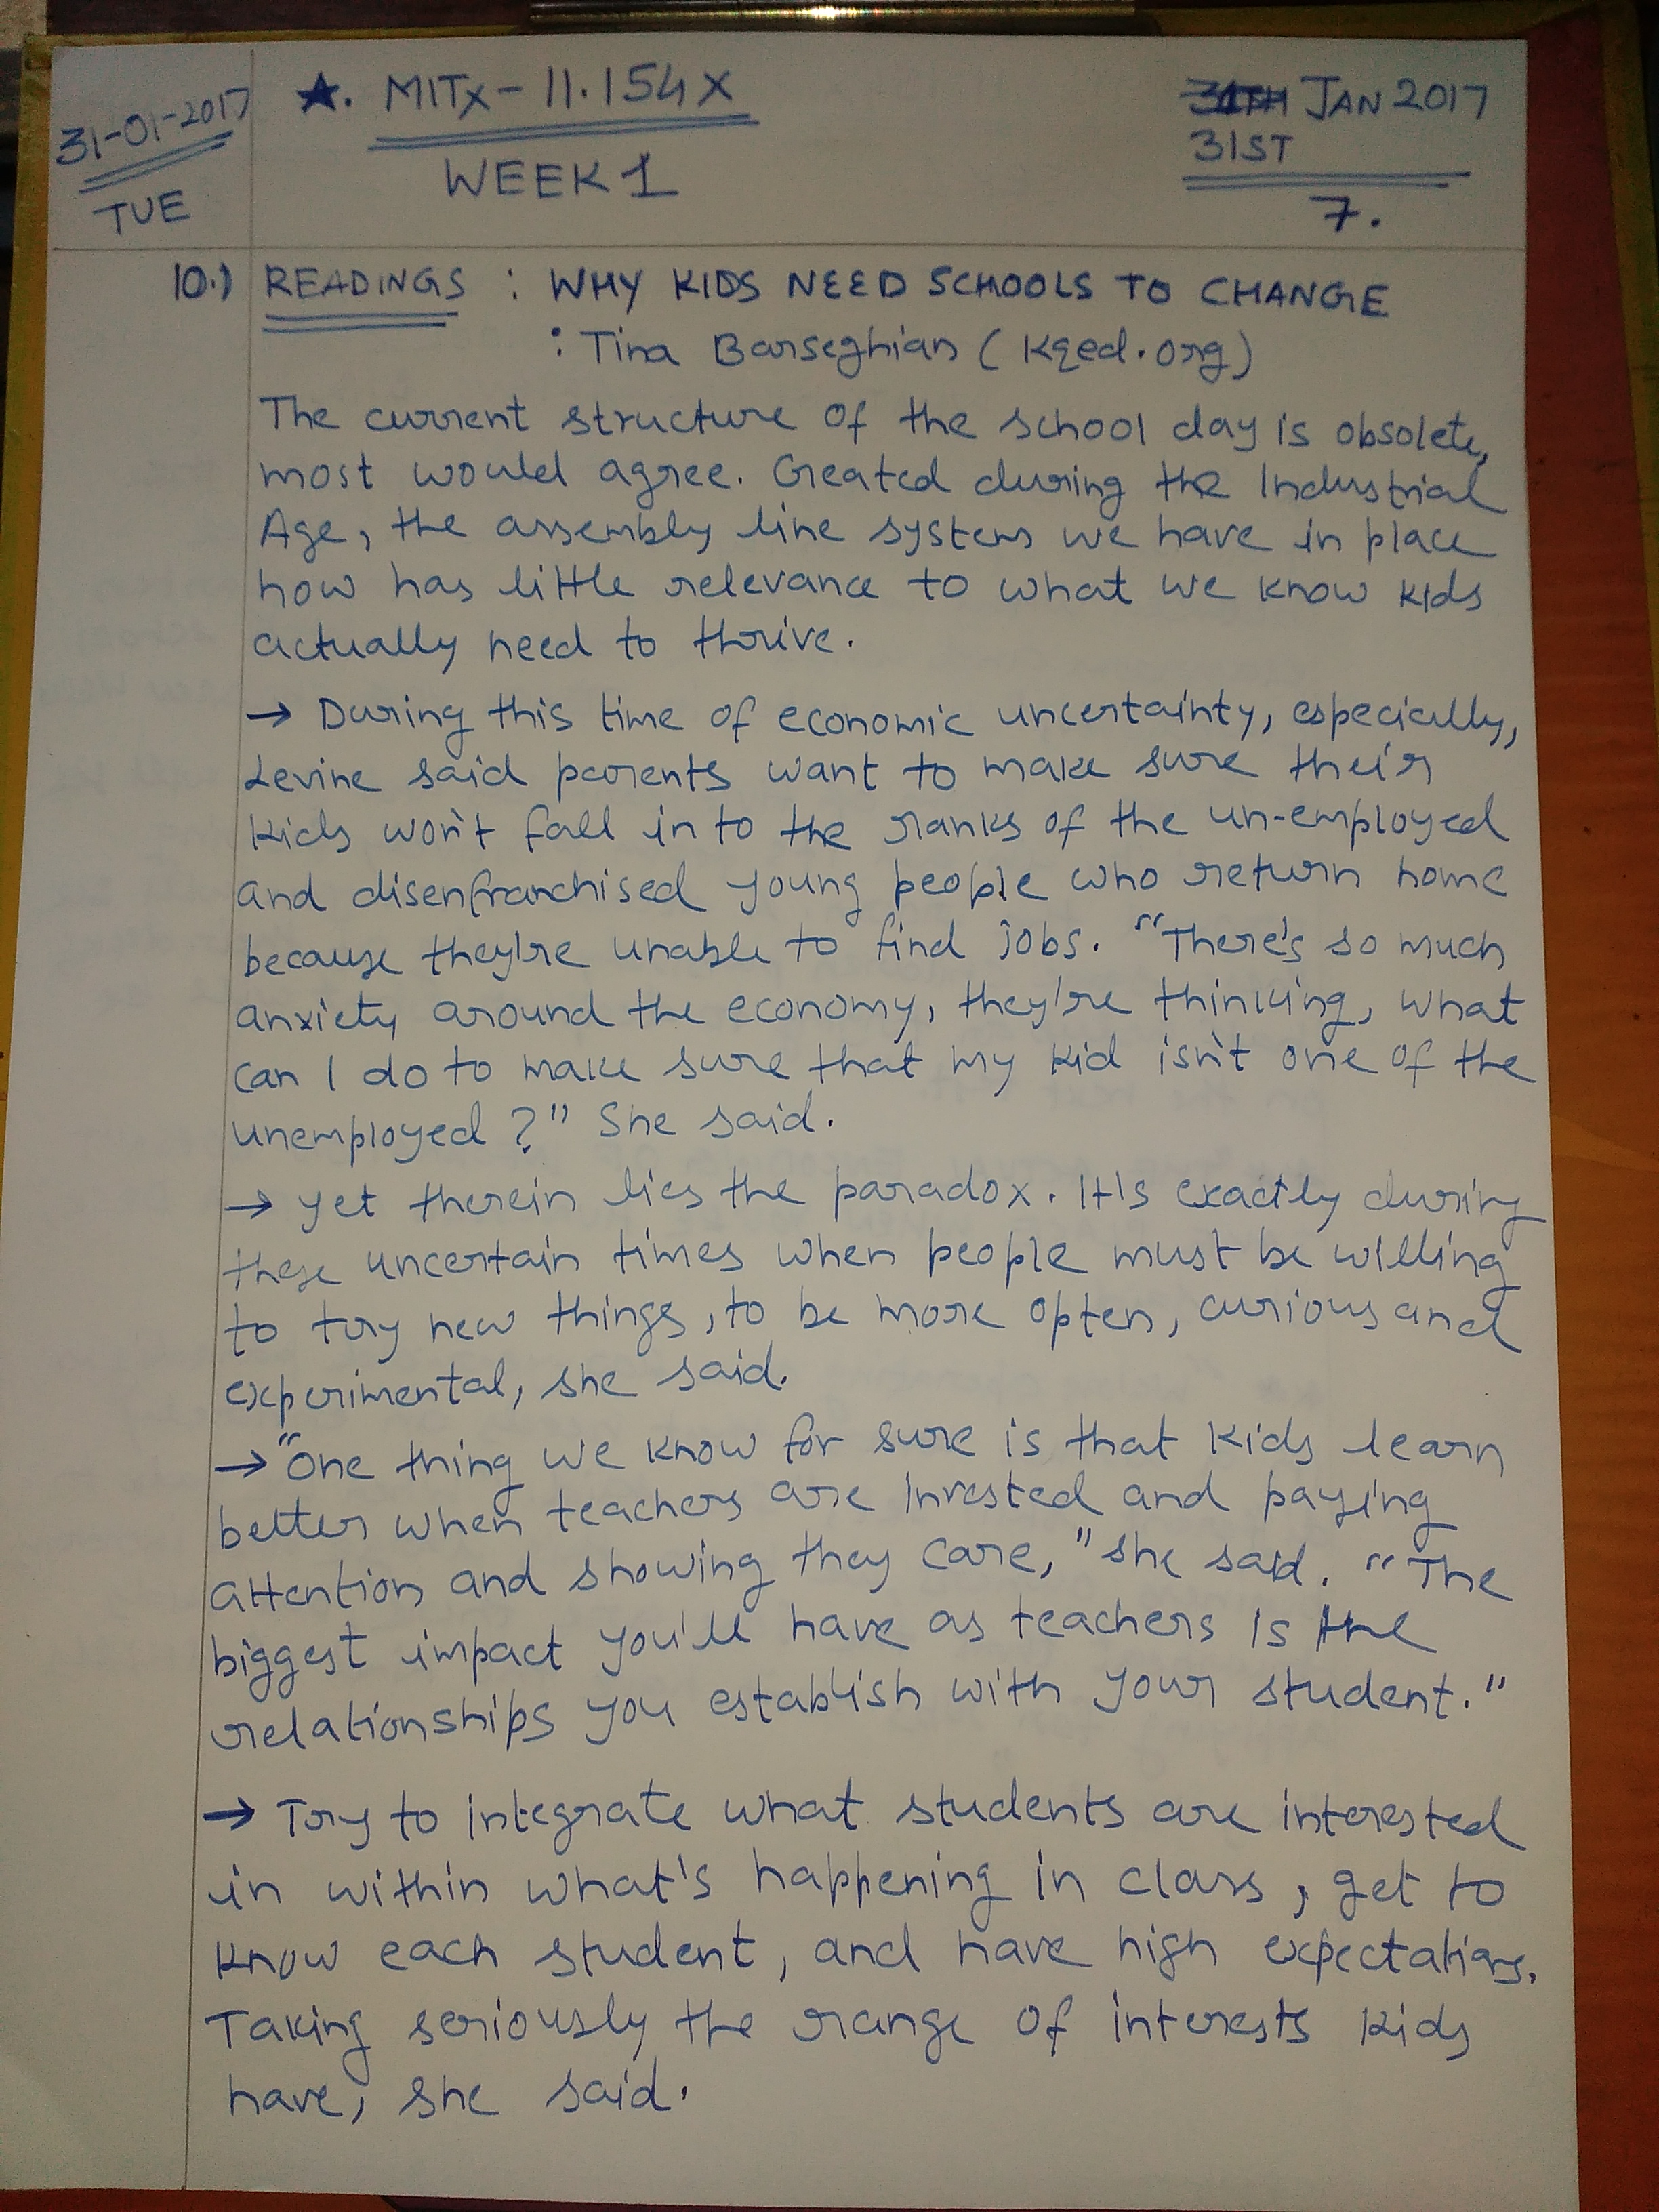 31-01-2017
TUE
★. MITx - 11.154x
WEEK 1
JAN 2017
31ST
7.
10.) READINGS : WHY KIDS NEED SCHOOLS TO CHANGE
: Tina Barseghian (Kqed.org)
The current structure of the school day is obsolete,
most would agree. Created during the Industrial
Age, the assembly line system we have in place
now has little relevance to what we know kids
actually need to thrive.
→ During this time of economic uncertainty, especially,
Levine said parents want to make sure their
kids won't fall in to the ranks of the un-employed
and disenfranchised young people who return home
because they're unable to find jobs. "There's so much
anxiety around the economy, they're thinking, what
can I do to make sure that my kid isn't one of the
unemployed?" She said.
→ Yet therein lies the paradox. It's exactly during
these uncertain times when people must be willing
to try new things, to be more opten, curious and
experimental, she said.
→ "One thing we know for sure is that kids learn
better when teachers are invested and paying
attention and showing they care," she said. "The
biggest impact you'll have as teachers is the
relationships you establish with your student."
→ Try to integrate what students are interested
in within what's happening in class, get to
know each student, and have high expectations.
Taking seriously the range of interests kids
have, she said.